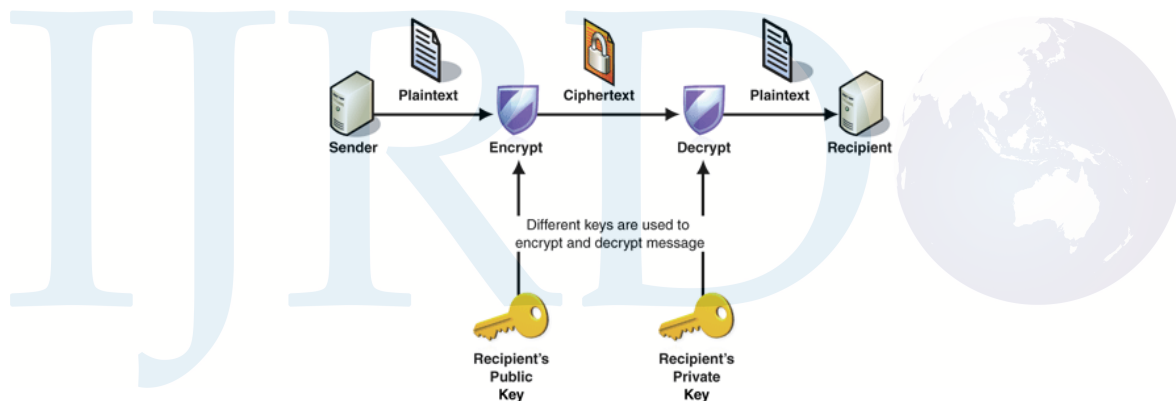 IJRD
Plaintext
Ciphertext
Plaintext
Sender
Encrypt
Decrypt
Recipient
Different keys are used to
encrypt and decrypt message
Recipient's
Public
Key
Recipient's
Private
Key